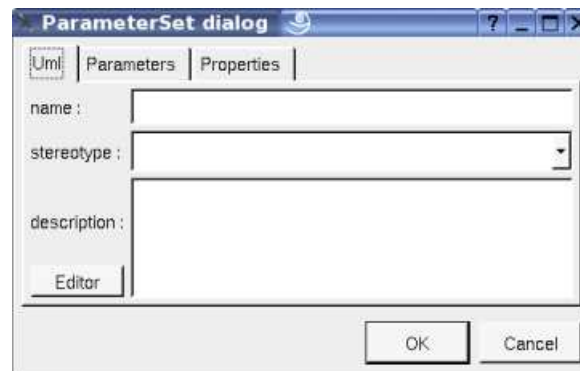 ParameterSet dialog ?
Uml Parameters Properties
name :
stereotype :
description :
Editor
OK Cancel